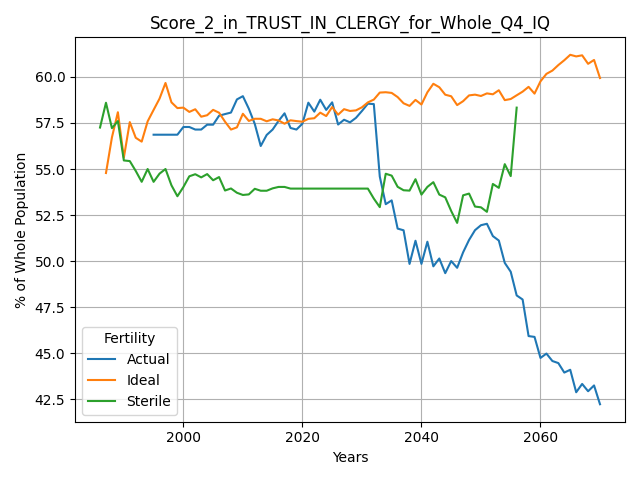 Score_2_in_TRUST_IN_CLERGY_for_Whole_Q4_IQ
% of Whole Population
60.0
57.5
55.0
52.5
50.0
47.5
45.0
42.5
Fertility
Actual
Ideal
Sterile
2000
2020
2040
2060
Years